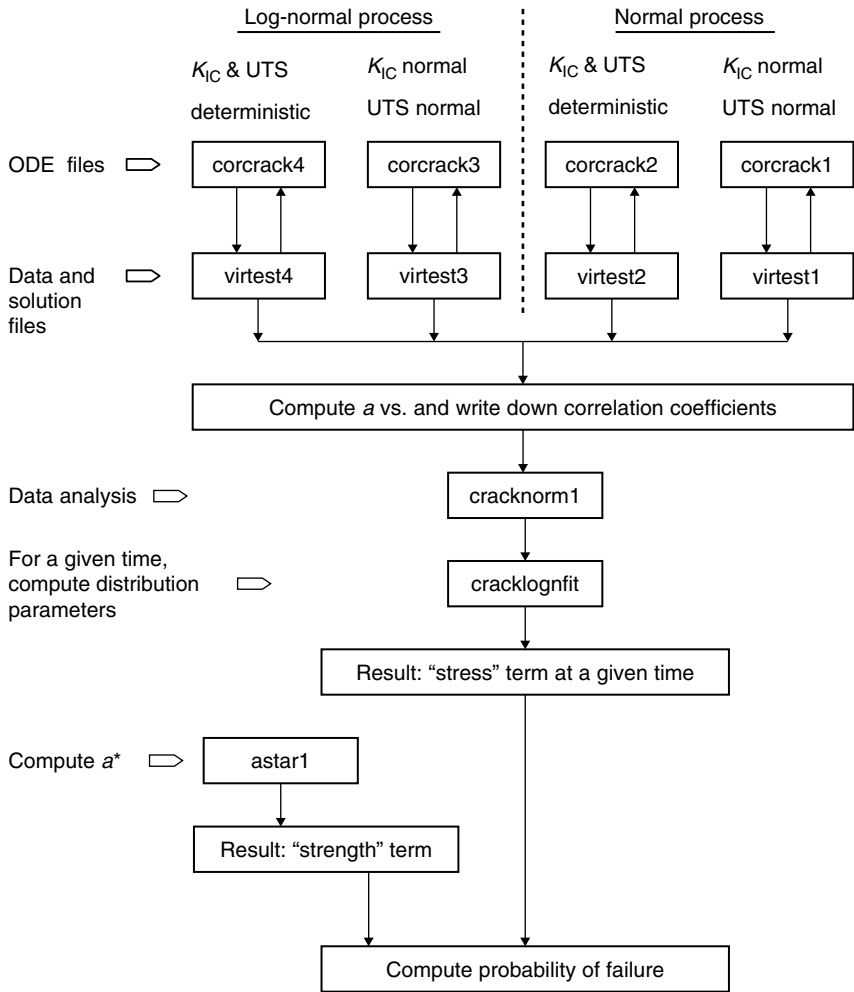 Log-normal process
Normal process
K_IC & UTS
deterministic
K_IC normal
UTS normal
K_IC & UTS
deterministic
K_IC normal
UTS normal
ODE files
corcrack4
corcrack3
corcrack2
corcrack1
Data and
solution
files
virtest4
virtest3
virtest2
virtest1
Compute a vs. and write down correlation coefficients
Data analysis
cracknorm1
For a given time,
compute distribution
parameters
cracklognfit
Result: “stress” term at a given time
Compute a*
astar1
Result: “strength” term
Compute probability of failure